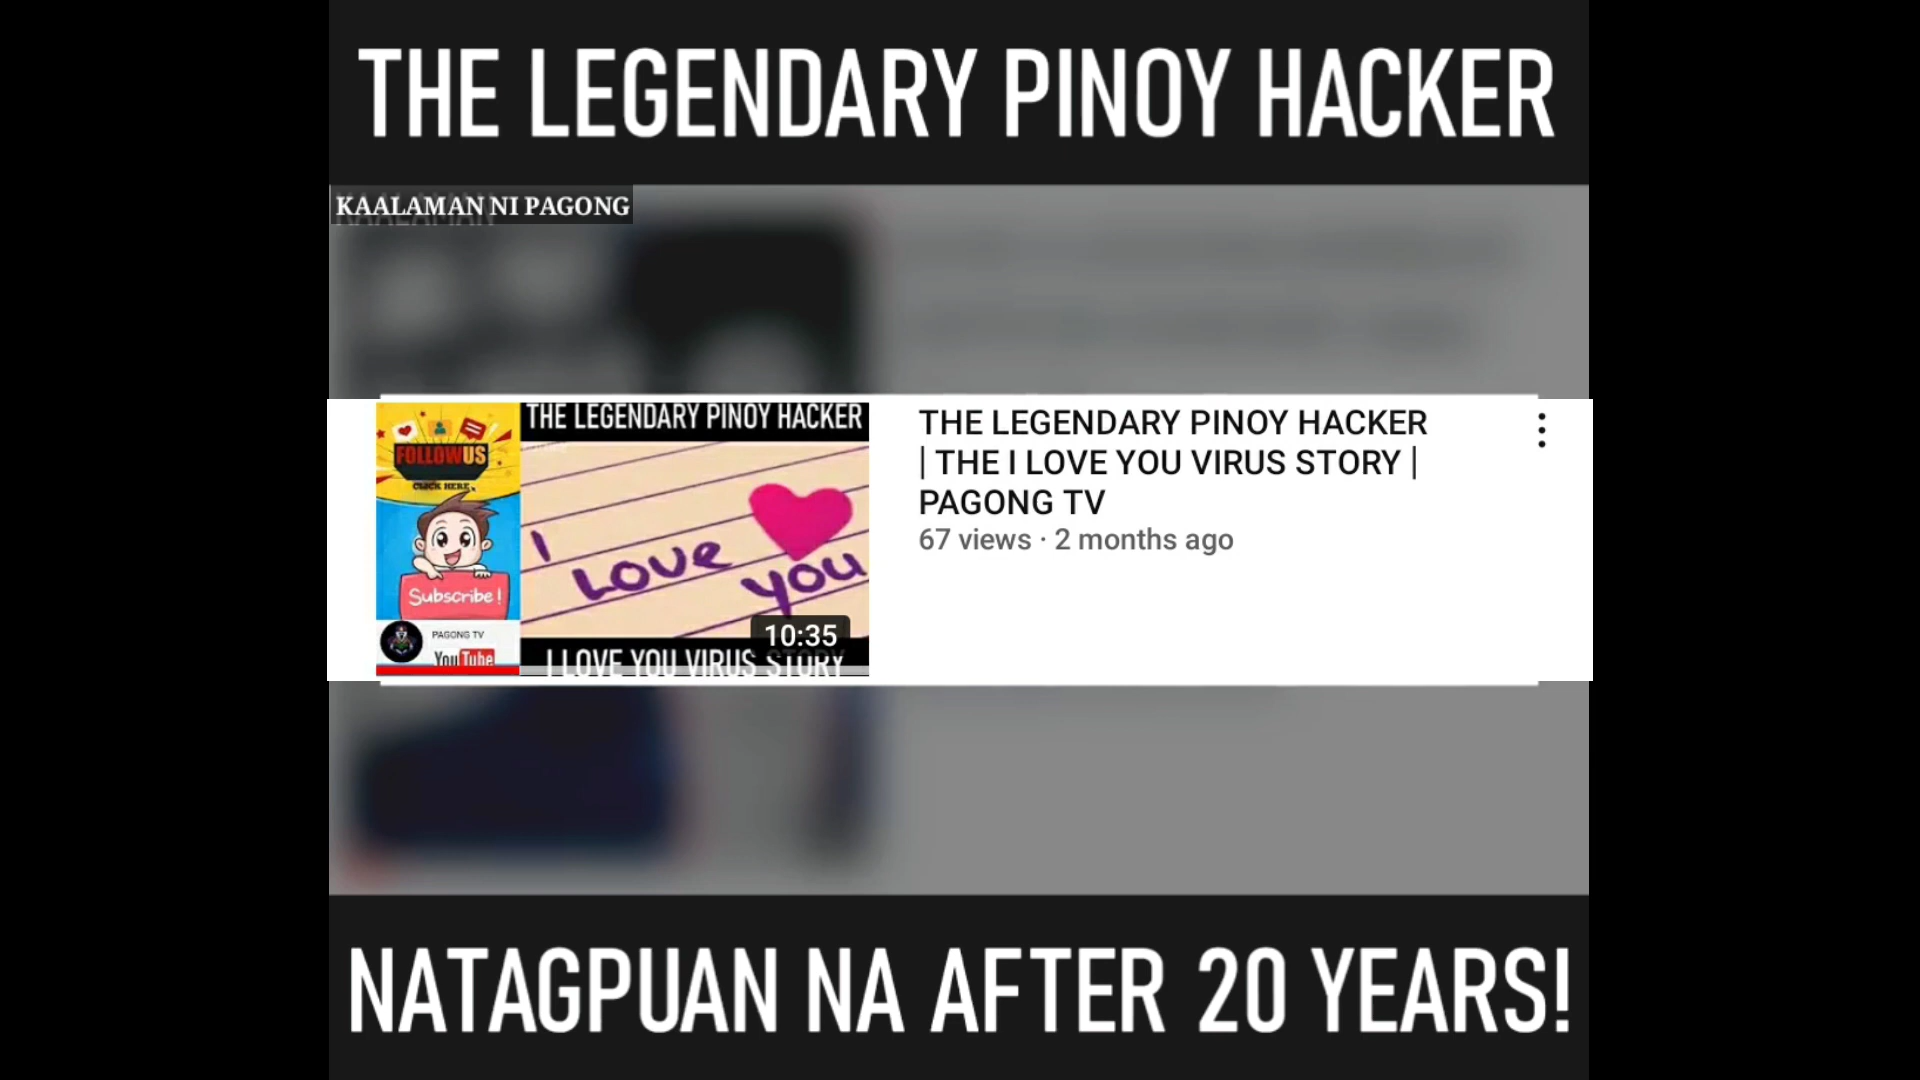 THE LEGENDARY PINOY HACKER
KAALAMAN NI PAGONG
THE LEGENDARY PINOY HACKER
FOLLOW US
CLICK HERE
I
LOVE
YOU
Subscribe!
PAGONG TV
YouTube
10:35
I LOVE YOU VIRUS STORY
THE LEGENDARY PINOY HACKER
| THE I LOVE YOU VIRUS STORY |
PAGONG TV
67 views · 2 months ago
NATAGPUAN NA AFTER 20 YEARS!